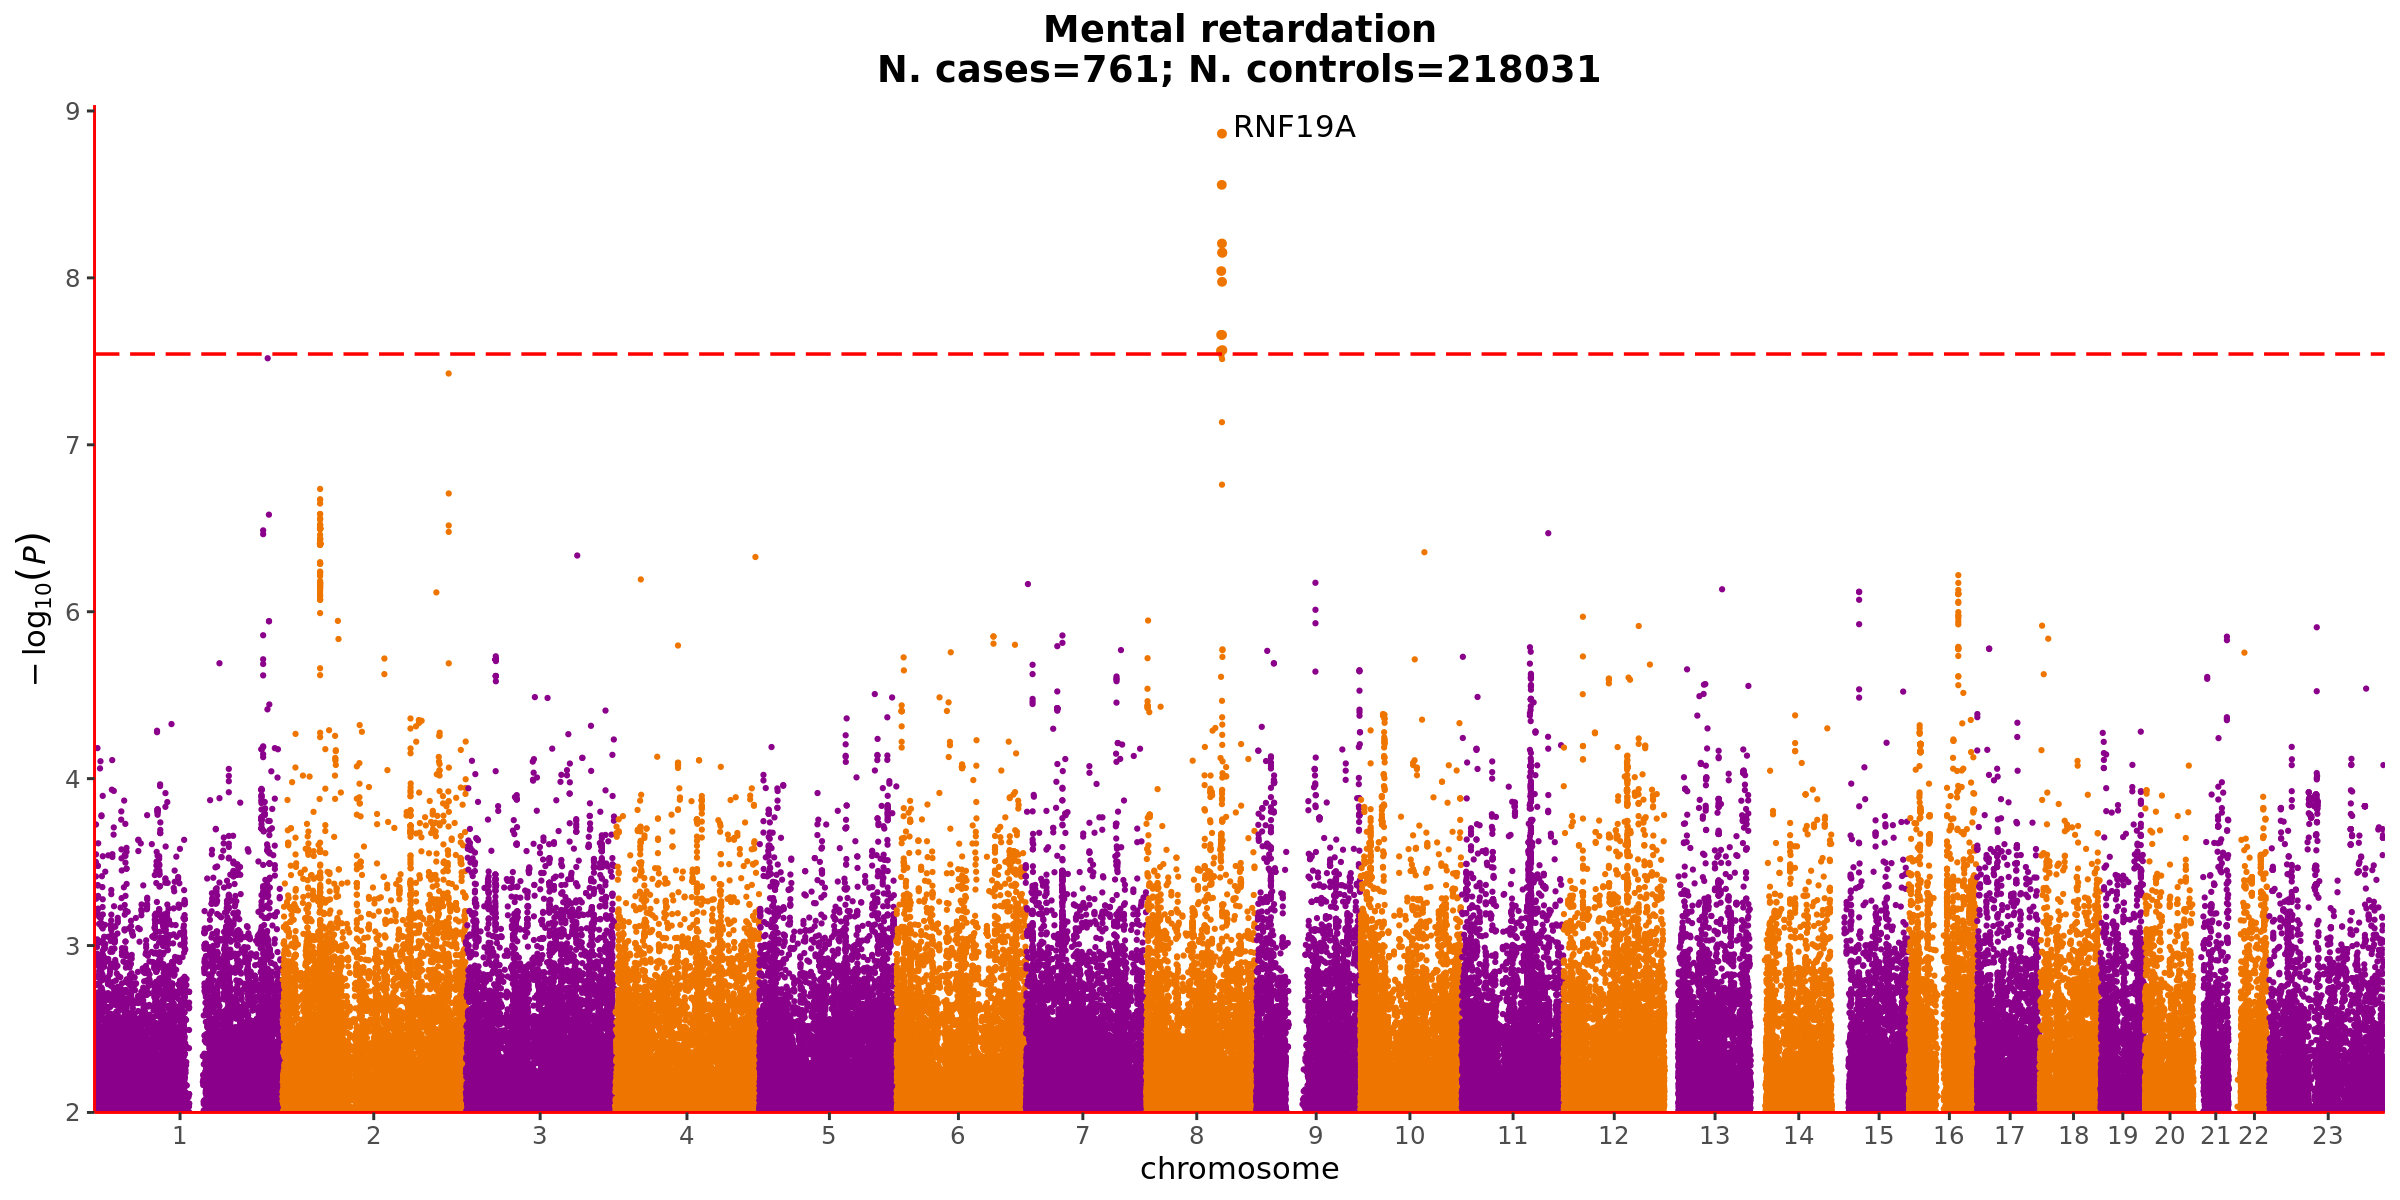 Mental retardation
N. cases=761; N. controls=218031
RNF19A
9
8
7
6
4
3
2
−log10(P)
1 2 3 4 5 6 7 8 9 10 11 12 13 14 15 16 17 18 19 20 21 22 23
chromosome